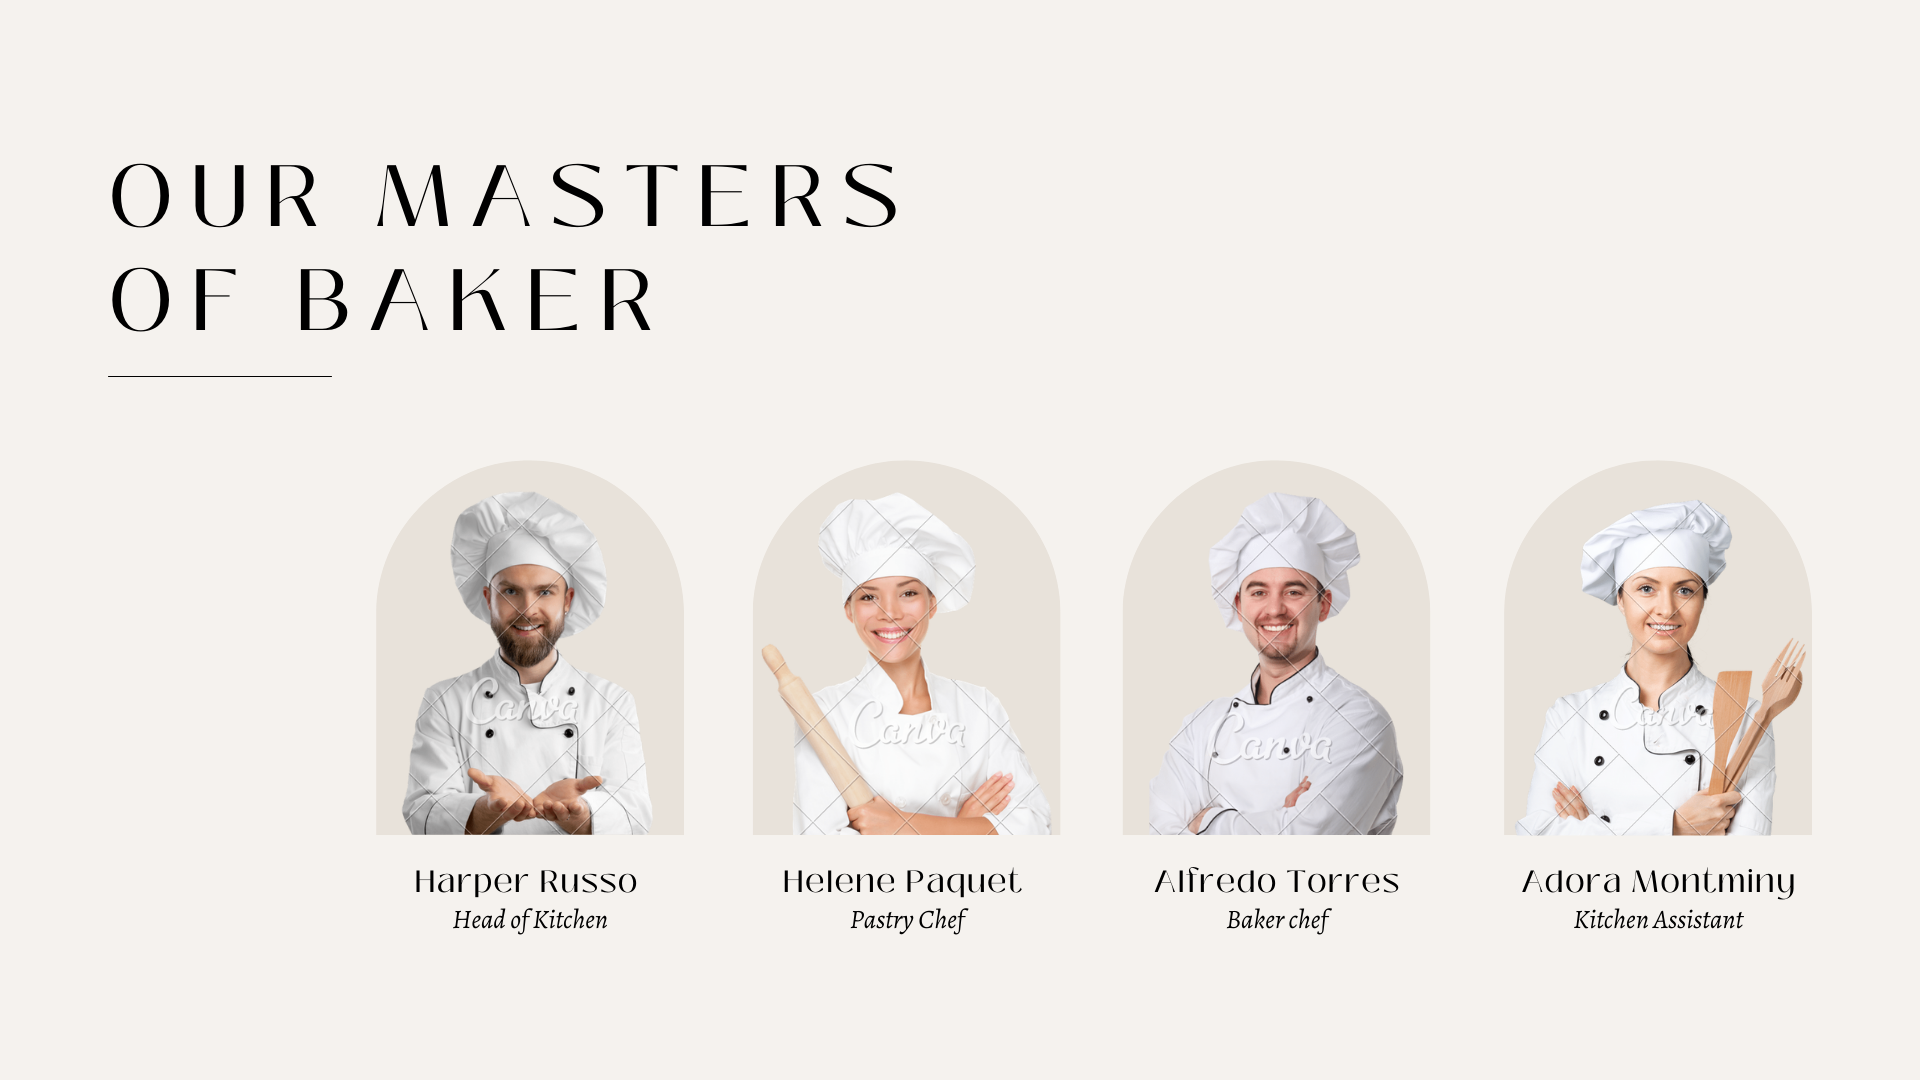 OUR MASTERS
OF BAKER
Canva
Canva
Canva
Canva
Harper Russo
Head of Kitchen
Helene Paquet
Pastry Chef
Alfredo Torres
Baker chef
Adora Montminy
Kitchen Assistant